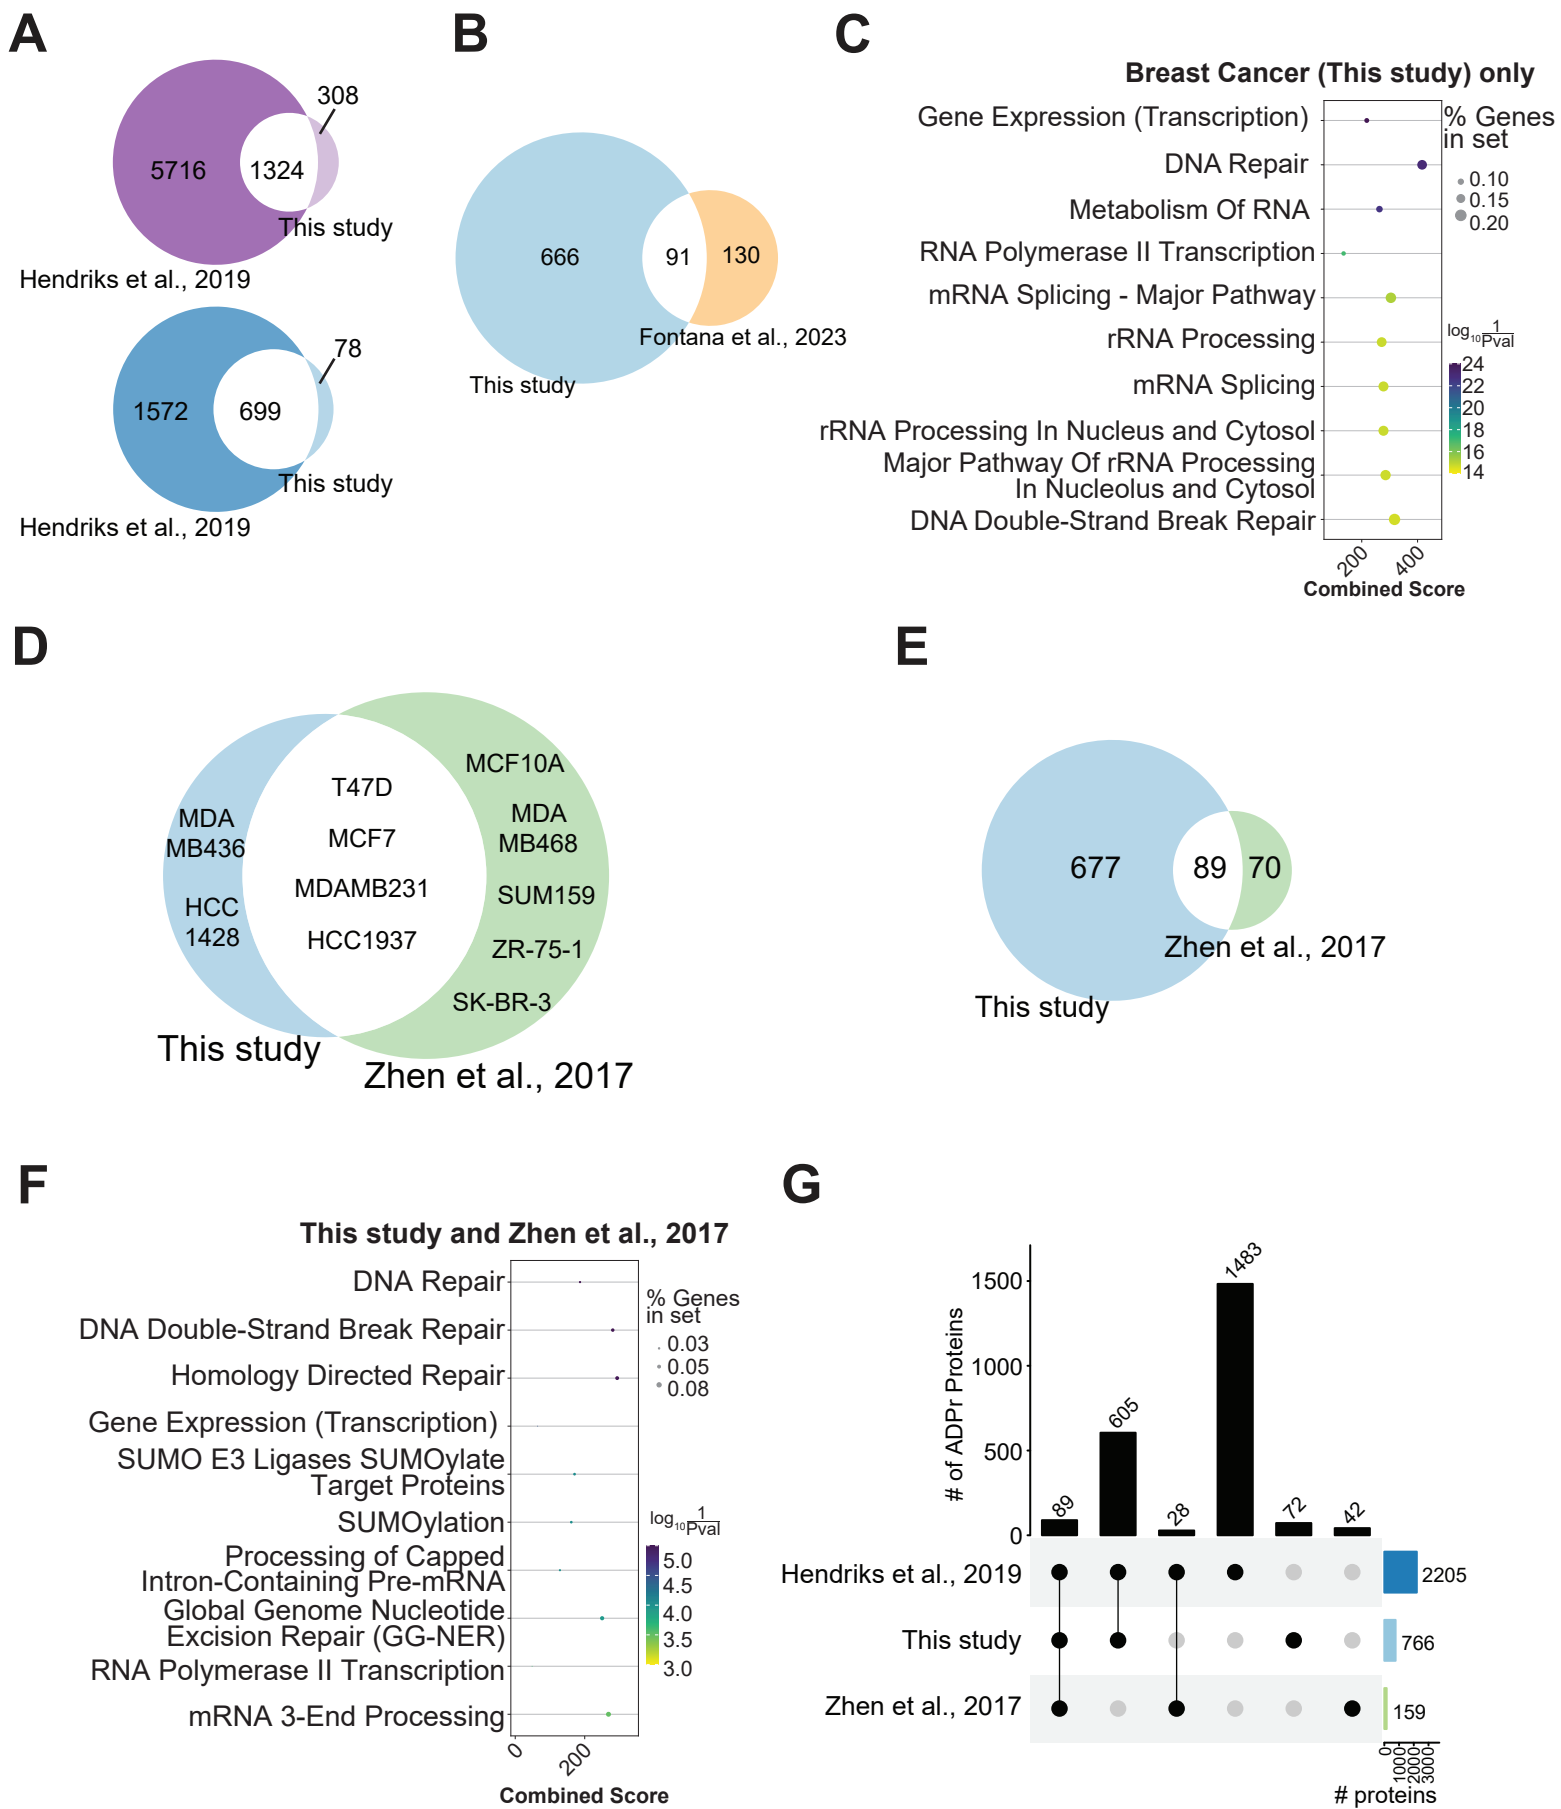 A
308
5716
1324
This study
Hendriks et al., 2019
78
1572
699
This study
Hendriks et al., 2019
B
666
91
130
Fontana et al., 2023
This study
C
Breast Cancer (This study) only
Gene Expression (Transcription)
DNA Repair
Metabolism Of RNA
RNA Polymerase II Transcription
mRNA Splicing - Major Pathway
rRNA Processing
mRNA Splicing
rRNA Processing In Nucleus and Cytosol
Major Pathway Of rRNA Processing
In Nucleolus and Cytosol
DNA Double-Strand Break Repair
200
400
Combined Score
% Genes
in set
0.10
0.15
0.20
log10 1/Pval
24
22
20
18
16
14
D
MDA
MB436
HCC
1428
T47D
MCF7
MDAMB231
HCC1937
MCF10A
MDA
MB468
SUM159
ZR-75-1
SK-BR-3
This study
Zhen et al., 2017
E
677
89
70
Zhen et al., 2017
This study
F
This study and Zhen et al., 2017
DNA Repair
DNA Double-Strand Break Repair
Homology Directed Repair
Gene Expression (Transcription)
SUMO E3 Ligases SUMOylate
Target Proteins
SUMOylation
Processing of Capped
Intron-Containing Pre-mRNA
Global Genome Nucleotide
Excision Repair (GG-NER)
RNA Polymerase II Transcription
mRNA 3-End Processing
0
200
Combined Score
% Genes
in set
0.03
0.05
0.08
log10 1/Pval
5.0
4.5
4.0
3.5
3.0
G
# of ADPr Proteins
1500
1000
500
0
89
605
28
1483
72
42
Hendriks et al., 2019
2205
This study
766
Zhen et al., 2017
159
0
1000
2000
3000
# proteins